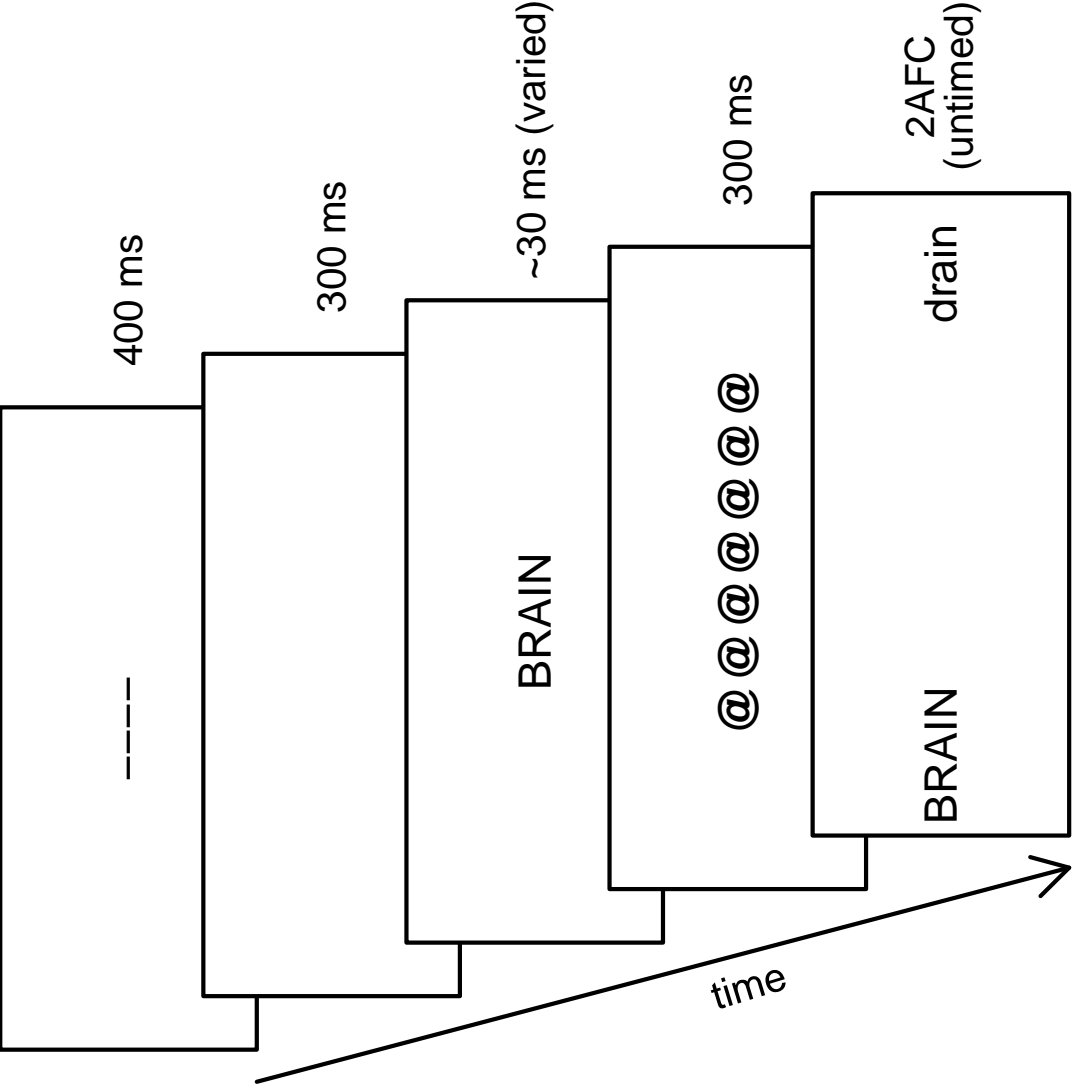 ----
400 ms
300 ms
BRAIN
~30 ms (varied)
@@@@@@@
300 ms
BRAIN drain
2AFC
(untimed)
time